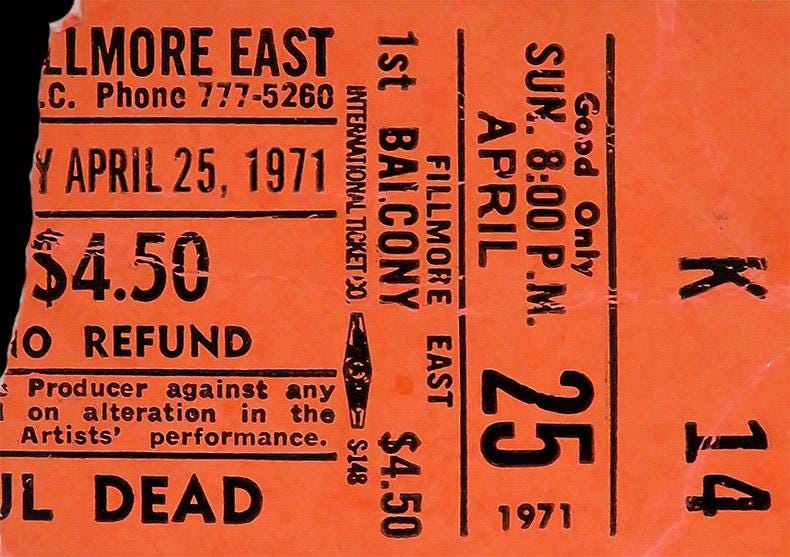 LLMORE EAST
.C. Phone 777-5260
Y APRIL 25, 1971
$4.50
NO REFUND
s Producer against any
l on alteration in the
Artists' performance.
UL DEAD
INTERNATIONAL TICKET CO.
S-148
1st BALCONY $4.50
FILLMORE EAST
Good Only
SUN. 8:00 P.M.
APRIL
25
1971
K 14